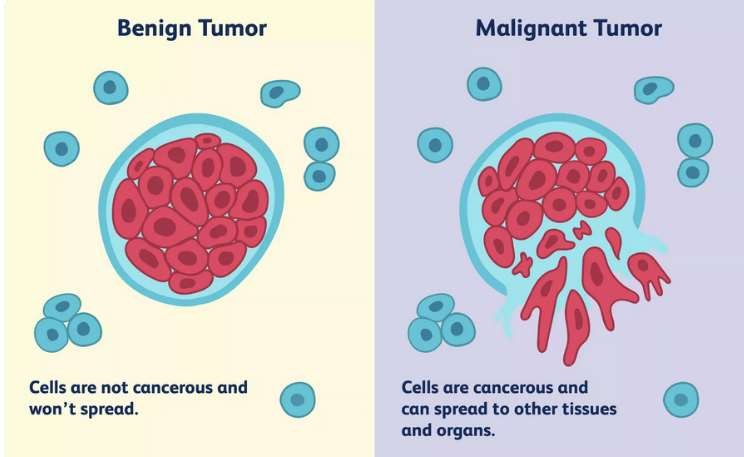 Benign Tumor
Cells are not cancerous and
won't spread.
Malignant Tumor
Cells are cancerous and
can spread to other tissues
and organs.